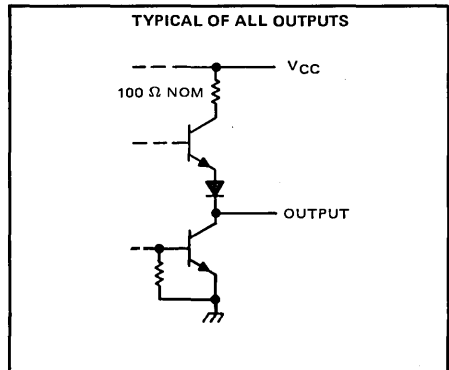 TYPICAL OF ALL OUTPUTS
VCC
100 Ω NOM
OUTPUT